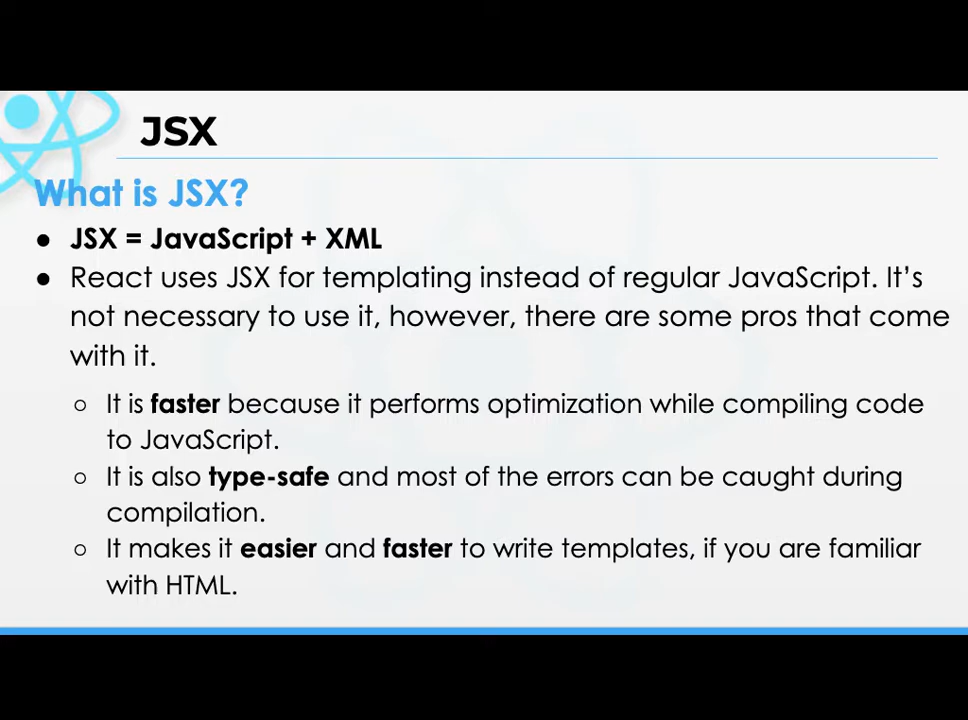 JSX
What is JSX?
● JSX = JavaScript + XML
● React uses JSX for templating instead of regular JavaScript. It’s
not necessary to use it, however, there are some pros that come
with it.
○ It is faster because it performs optimization while compiling code
to JavaScript.
○ It is also type-safe and most of the errors can be caught during
compilation.
○ It makes it easier and faster to write templates, if you are familiar
with HTML.